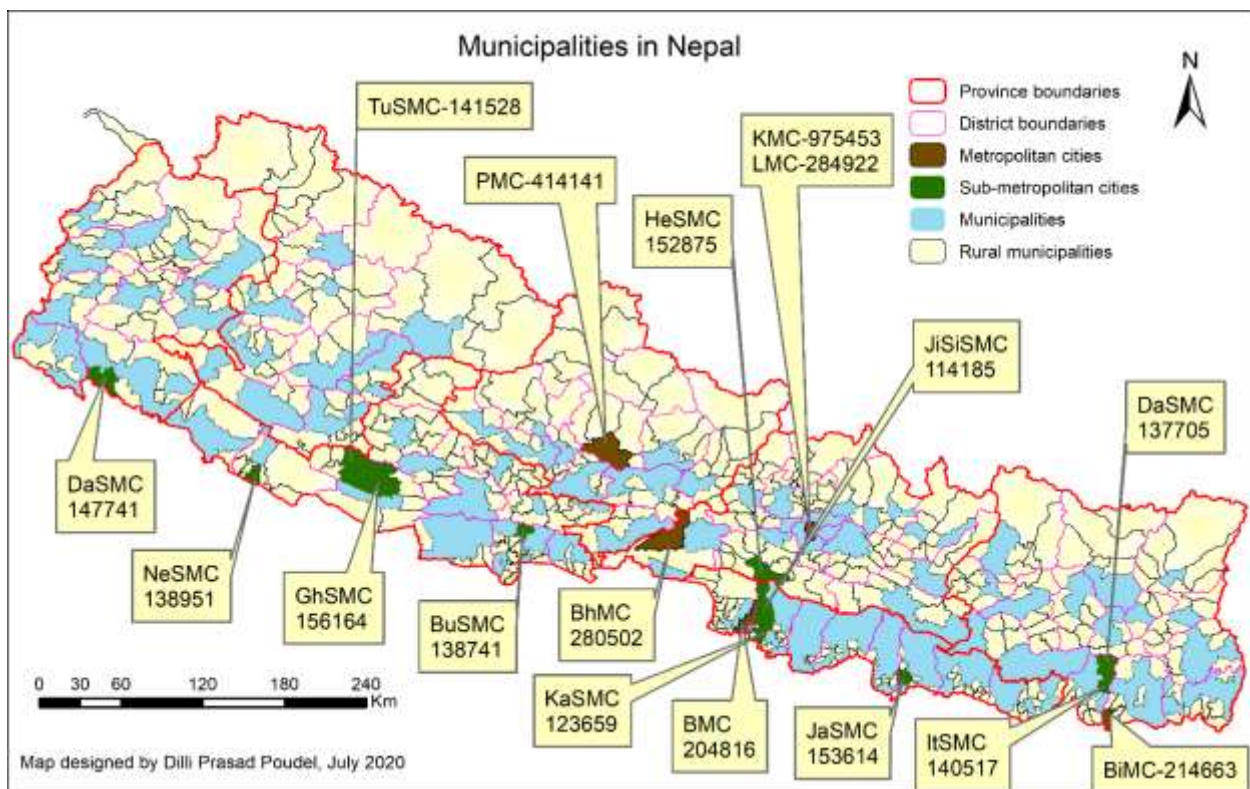 Municipalities in Nepal
N
TuSMC-141528
KMC-975453
LMC-284922
PMC-414141
HeSMC
152875
Province boundaries
District boundaries
Metropolitan cities
Sub-metropolitan cities
Municipalities
Rural municipalities
JiSiSMC
114185
DaSMC
137705
DaSMC
147741
NeSMC
138951
GhSMC
156164
BuSMC
138741
BhMC
280502
KaSMC
123659
BMC
204816
JaSMC
153614
ItSMC
140517
BiMC-214663
0 30 60 120 180 240
Km
Map designed by Dilli Prasad Poudel, July 2020